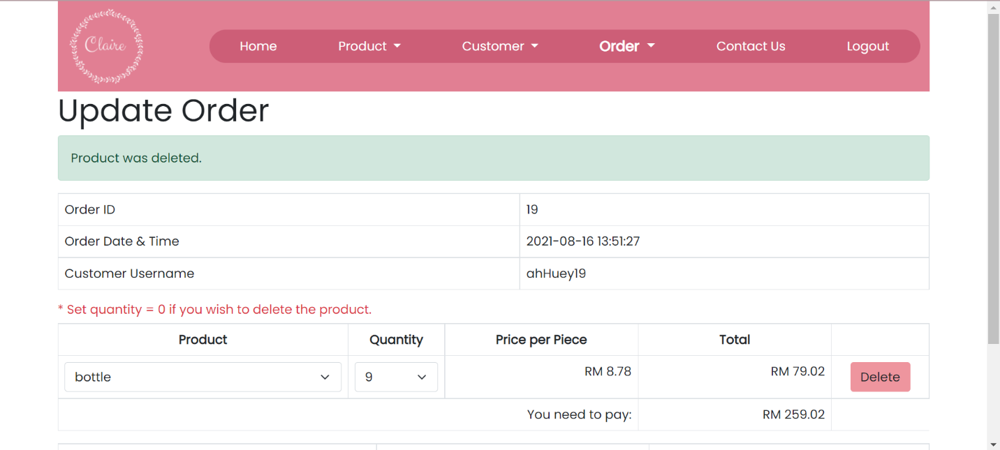 Claire
Home Product Customer Order Contact Us Logout
Update Order
Product was deleted.
Order ID 19
Order Date & Time 2021-08-16 13:51:27
Customer Username ahHuey19
* Set quantity = 0 if you wish to delete the product.
Product Quantity Price per Piece Total
bottle 9 RM 8.78 RM 79.02 Delete
You need to pay: RM 259.02